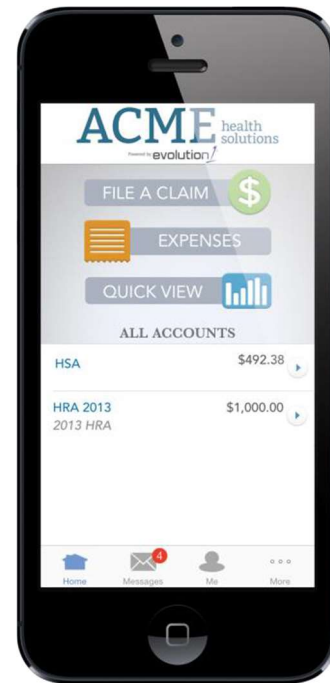 ACME health solutions
Powered by evolution1
FILE A CLAIM $
EXPENSES
QUICK VIEW
ALL ACCOUNTS
HSA $492.38
HRA 2013 $1,000.00
2013 HRA
4
Home Messages Me More